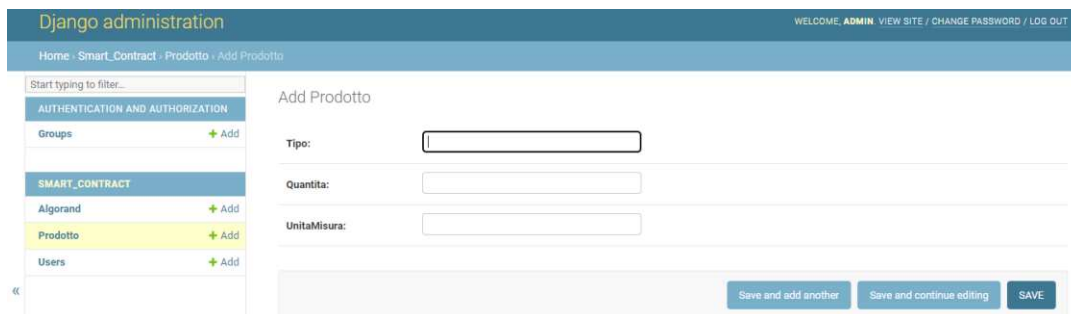 Django administration
WELCOME, ADMIN. VIEW SITE / CHANGE PASSWORD / LOG OUT
Home › Smart_Contract › Prodotto › Add Prodotto
Start typing to filter...
AUTHENTICATION AND AUTHORIZATION
Groups + Add
SMART_CONTRACT
Algorand + Add
Prodotto + Add
Users + Add
«
Add Prodotto
Tipo:
Quantita:
UnitaMisura:
Save and add another Save and continue editing SAVE